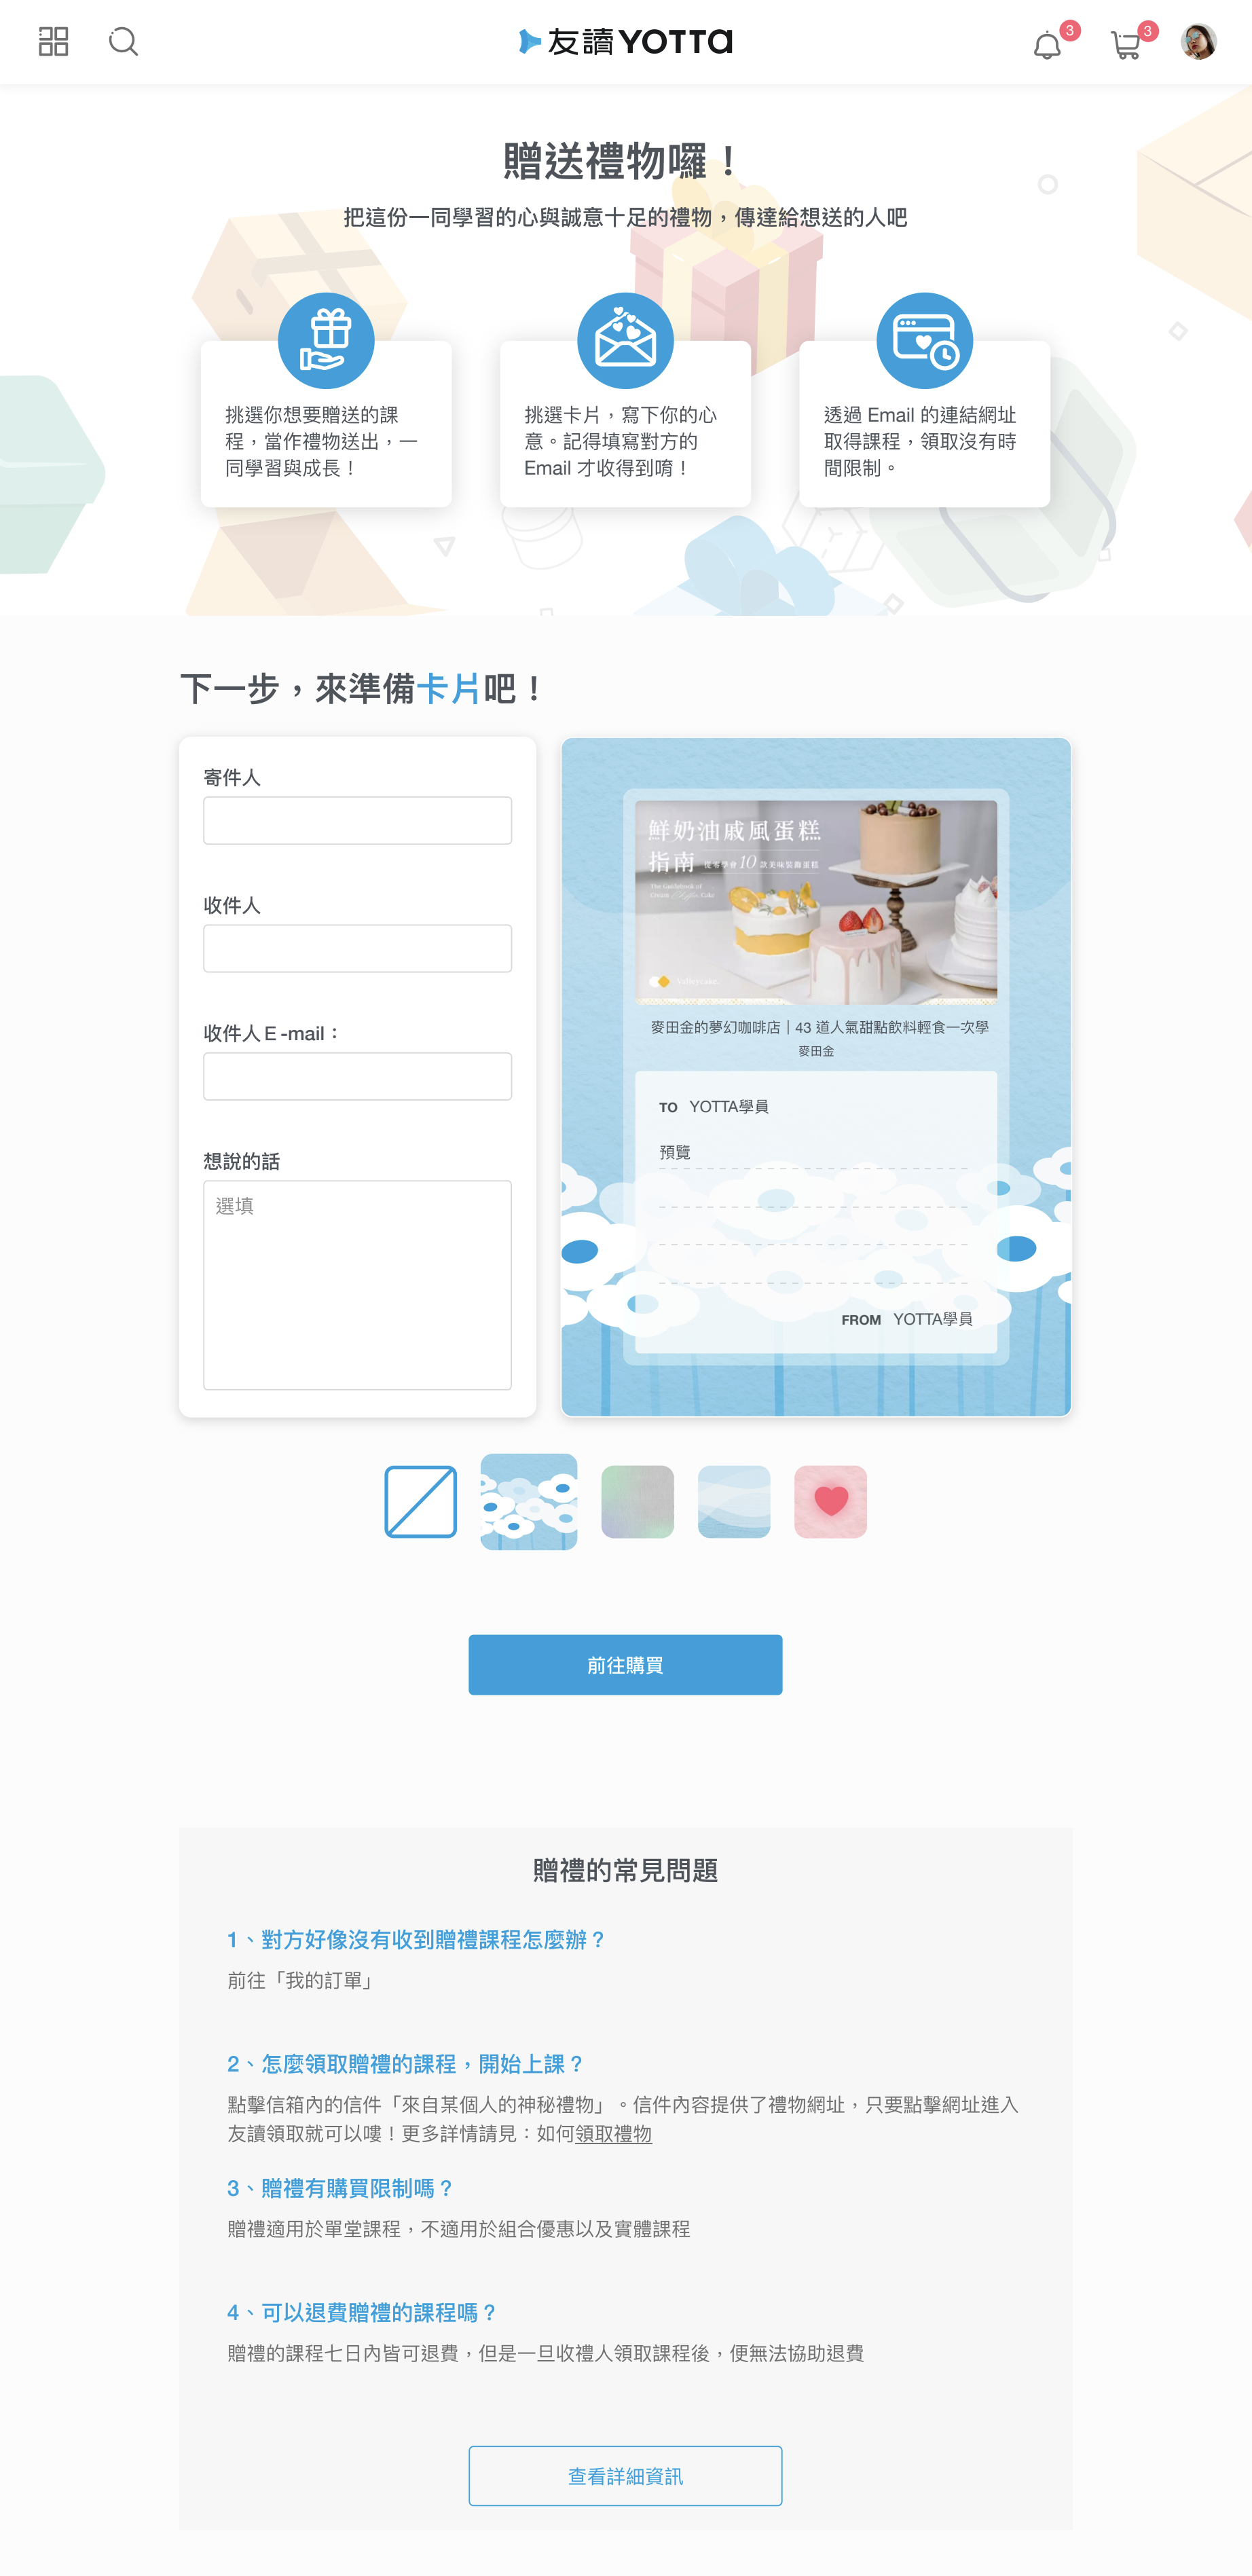 友讀 YOTTA
3
3
贈送禮物囉！
把這份一同學習的心與誠意十足的禮物，傳達給想送的人吧
挑選你想要贈送的課
程，當作禮物送出，一
同學習與成長！
挑選卡片，寫下你的心
意。記得填寫對方的
Email 才收得到唷！
透過 Email 的連結網址
取得課程，領取沒有時
間限制。
下一步，來準備卡片吧！
寄件人
收件人
收件人 E -mail：
想說的話
選填
鮮奶油戚風蛋糕
指南 從零學會10款美味裝飾蛋糕
The Guidebook of
Cream Chiffon Cake
麥田金的夢幻咖啡店｜43 道人氣甜點飲料輕食一次學
麥田金
TO YOTTA學員
預覽
FROM YOTTA學員
前往購買
贈禮的常見問題
1、對方好像沒有收到贈禮課程怎麼辦？
前往「我的訂單」
2、怎麼領取贈禮的課程，開始上課？
點擊信箱內的信件「來自某個人的神秘禮物」。信件內容提供了禮物網址，只要點擊網址進入
友讀領取就可以嘍！更多詳情請見：如何領取禮物
3、贈禮有購買限制嗎？
贈禮適用於單堂課程，不適用於組合優惠以及實體課程
4、可以退費贈禮的課程嗎？
贈禮的課程七日內皆可退費，但是一旦收禮人領取課程後，便無法協助退費
查看詳細資訊